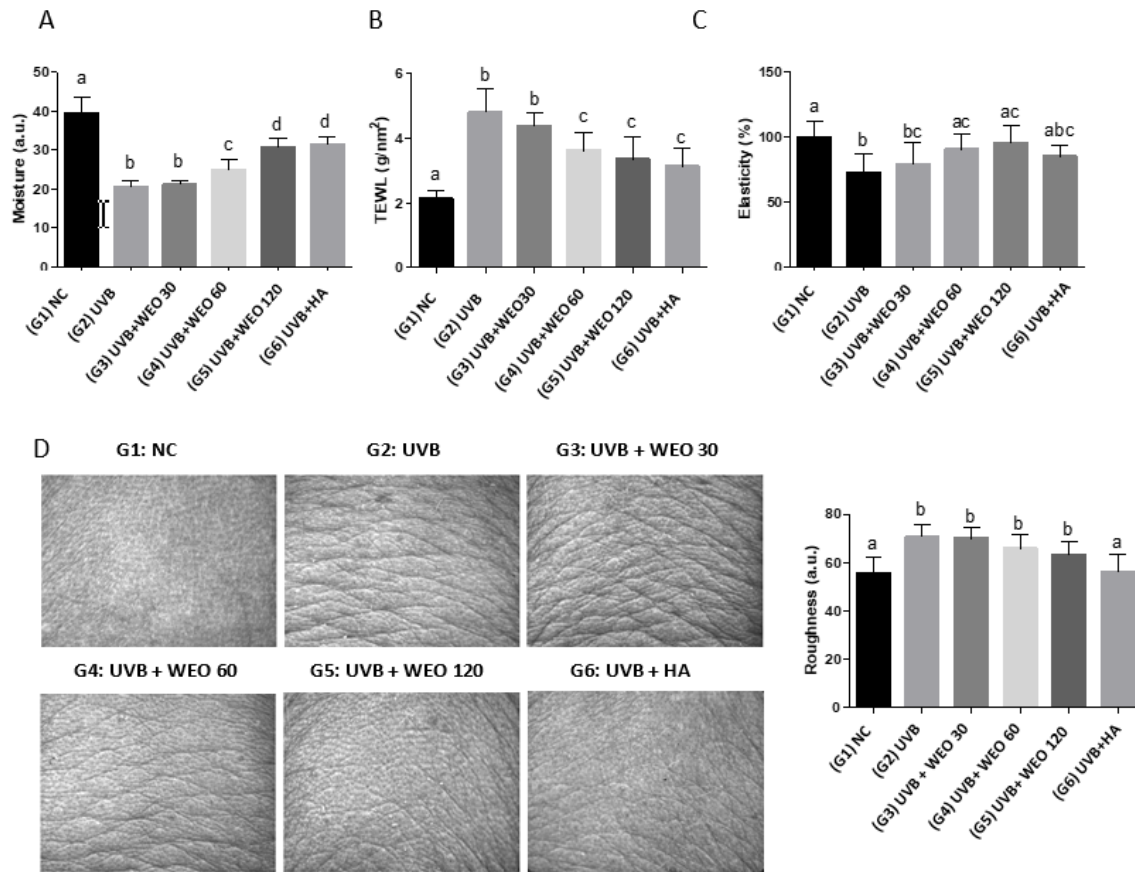 A
B
C
Moisture (a.u.)
50
40
30
20
10
0
a
b
b
c
d
d
(G1) NC
(G2) UVB
(G3) UVB+WEO 30
(G4) UVB+WEO 60
(G5) UVB+WEO 120
(G6) UVB+HA
TEWL (g/nm²)
6
4
2
0
a
b
b
c
c
c
(G1) NC
(G2) UVB
(G3) UVB+WEO30
(G4) UVB+WEO 60
(G5) UVB+WEO 120
(G6) UVB+HA
Elasticity (%)
150
100
50
0
a
b
bc
ac
ac
abc
(G1) NC
(G2) UVB
(G3) UVB+WEO 30
(G4) UVB+WEO 60
(G5) UVB+WEO 120
(G6) UVB+HA
D
G1: NC
G2: UVB
G3: UVB + WEO 30
G4: UVB + WEO 60
G5: UVB + WEO 120
G6: UVB + HA
Roughness (a.u.)
80
60
40
20
0
a
b
b
b
b
a
(G1) NC
(G2) UVB
(G3) UVB + WEO 30
(G4) UVB+ WEO 60
(G5) UVB+ WEO 120
(G6) UVB+HA